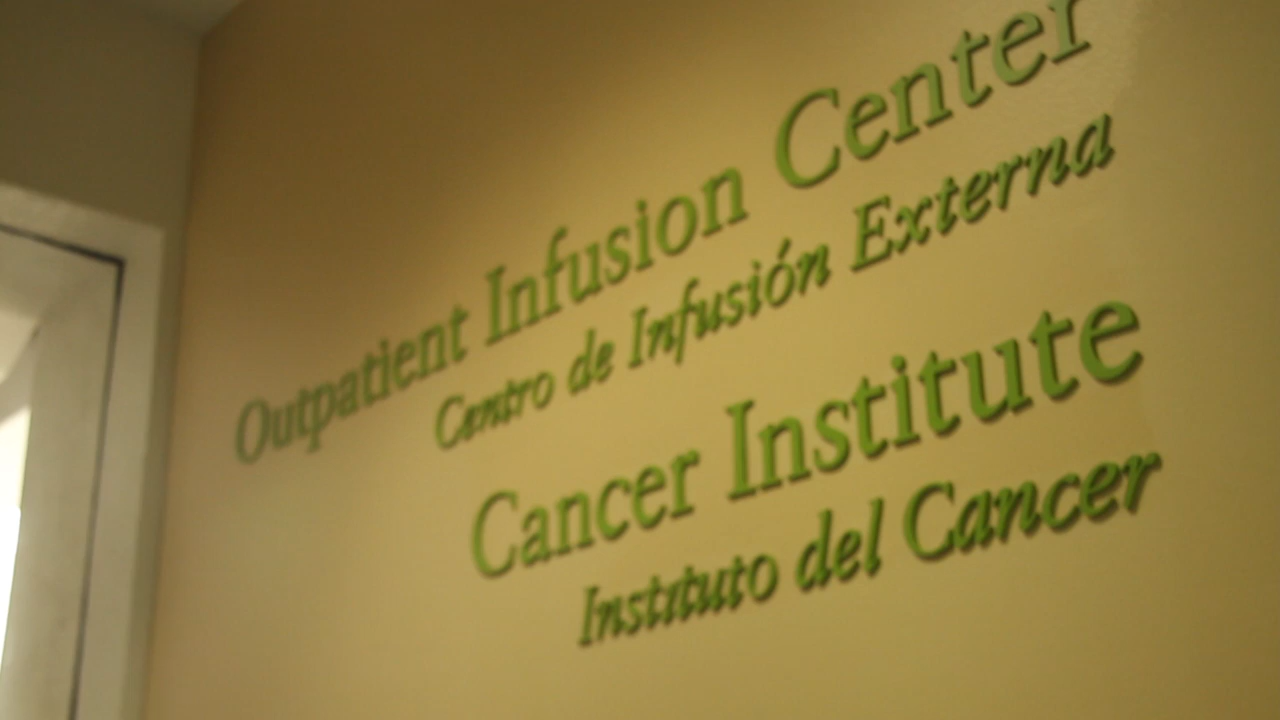 Outpatient Infusion Center
Centro de Infusión Externa
Cancer Institute
Instituto del Cancer